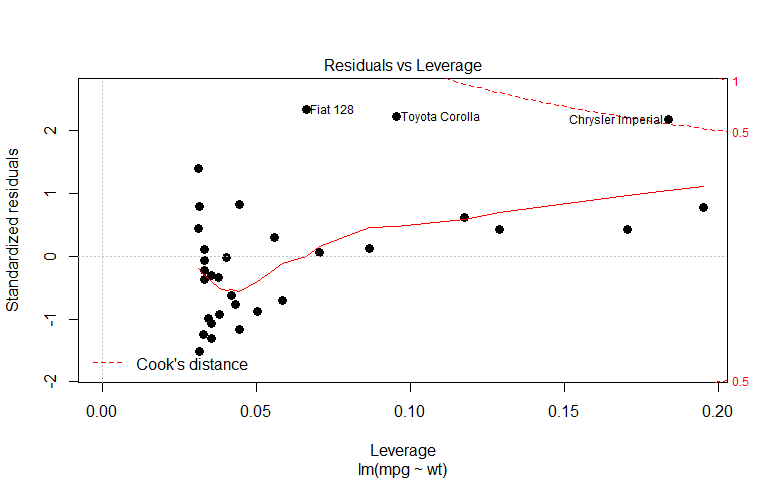 Residuals vs Leverage
Standardized residuals
2
1
0
-1
-2
Fiat 128
Toyota Corolla
Chrysler Imperial
1
0.5
0.5
Cook's distance
0.00
0.05
0.10
0.15
0.20
Leverage
lm(mpg ~ wt)